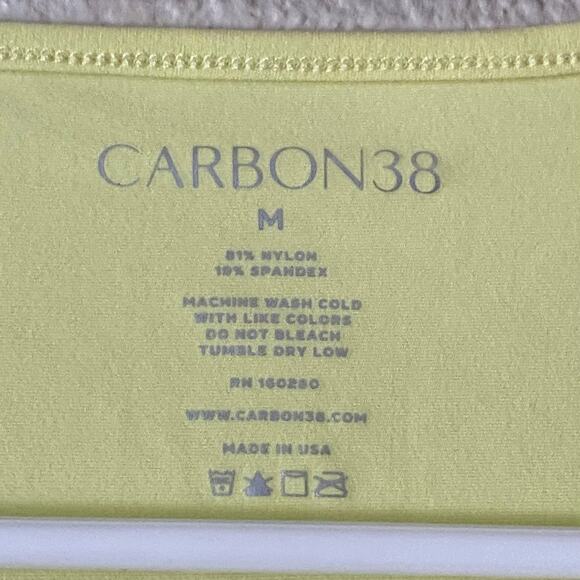 CARBON38
M
81% NYLON
19% SPANDEX
MACHINE WASH COLD
WITH LIKE COLORS
DO NOT BLEACH
TUMBLE DRY LOW
RN 160280
WWW.CARBON38.COM
MADE IN USA